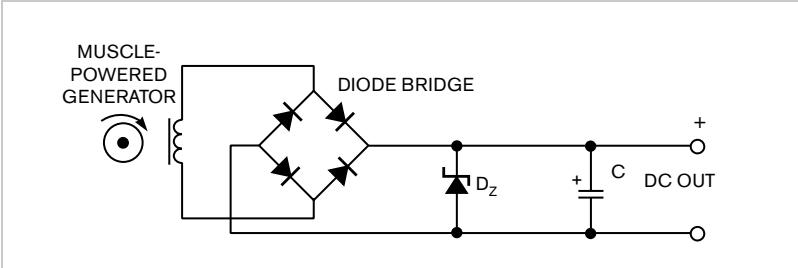 MUSCLE-
POWERED
GENERATOR
DIODE BRIDGE
+
DZ
+
C
DC OUT